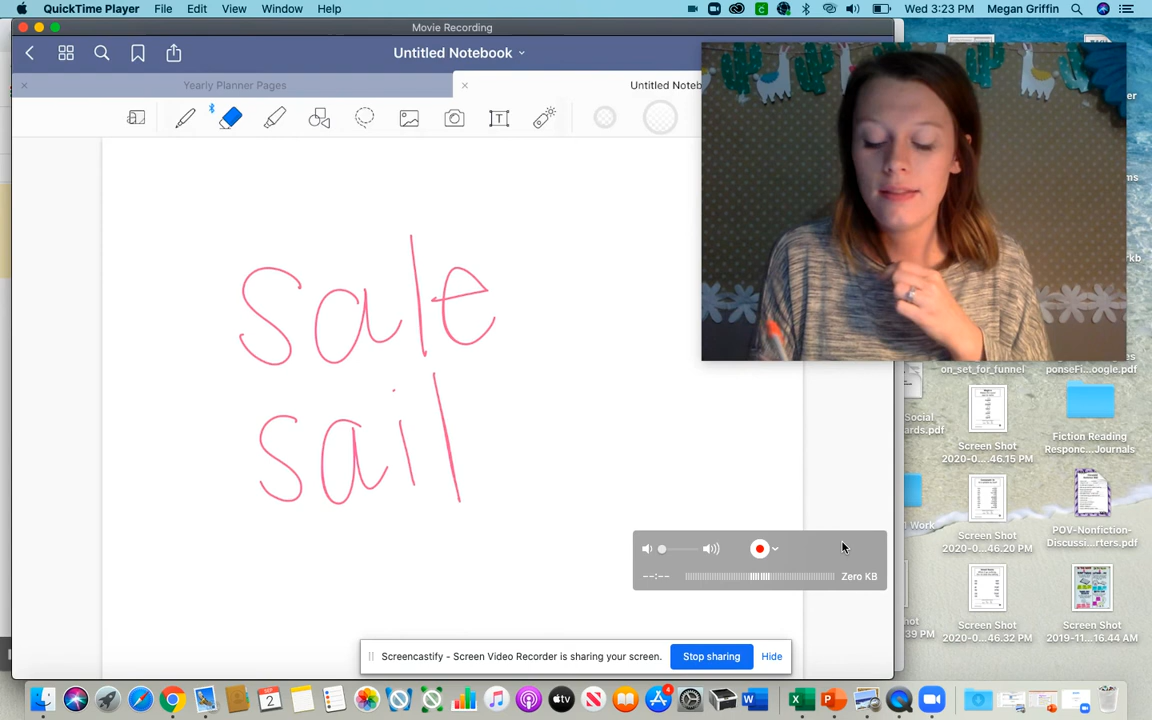 QuickTime Player File Edit View Window Help Wed 3:23 PM Megan Griffin
Movie Recording
Untitled Notebook
Yearly Planner Pages
Untitled Noteb
T
sale
sail
on_set_for_funnel
ponseFi...oogle.pdf
Social
ards.pdf
Screen Shot
2020-0....46.15 PM
Fiction Reading
Responc...Journals
1 Work
Screen Shot
2020-0...46.20 PM
POV-Nonfiction-
Discussi...rters.pdf
--:--
Zero KB
Screen Shot
2020-0...46.32 PM
Screen Shot
2019-11...16.44 AM
Screencastify - Screen Video Recorder is sharing your screen.
Stop sharing
Hide